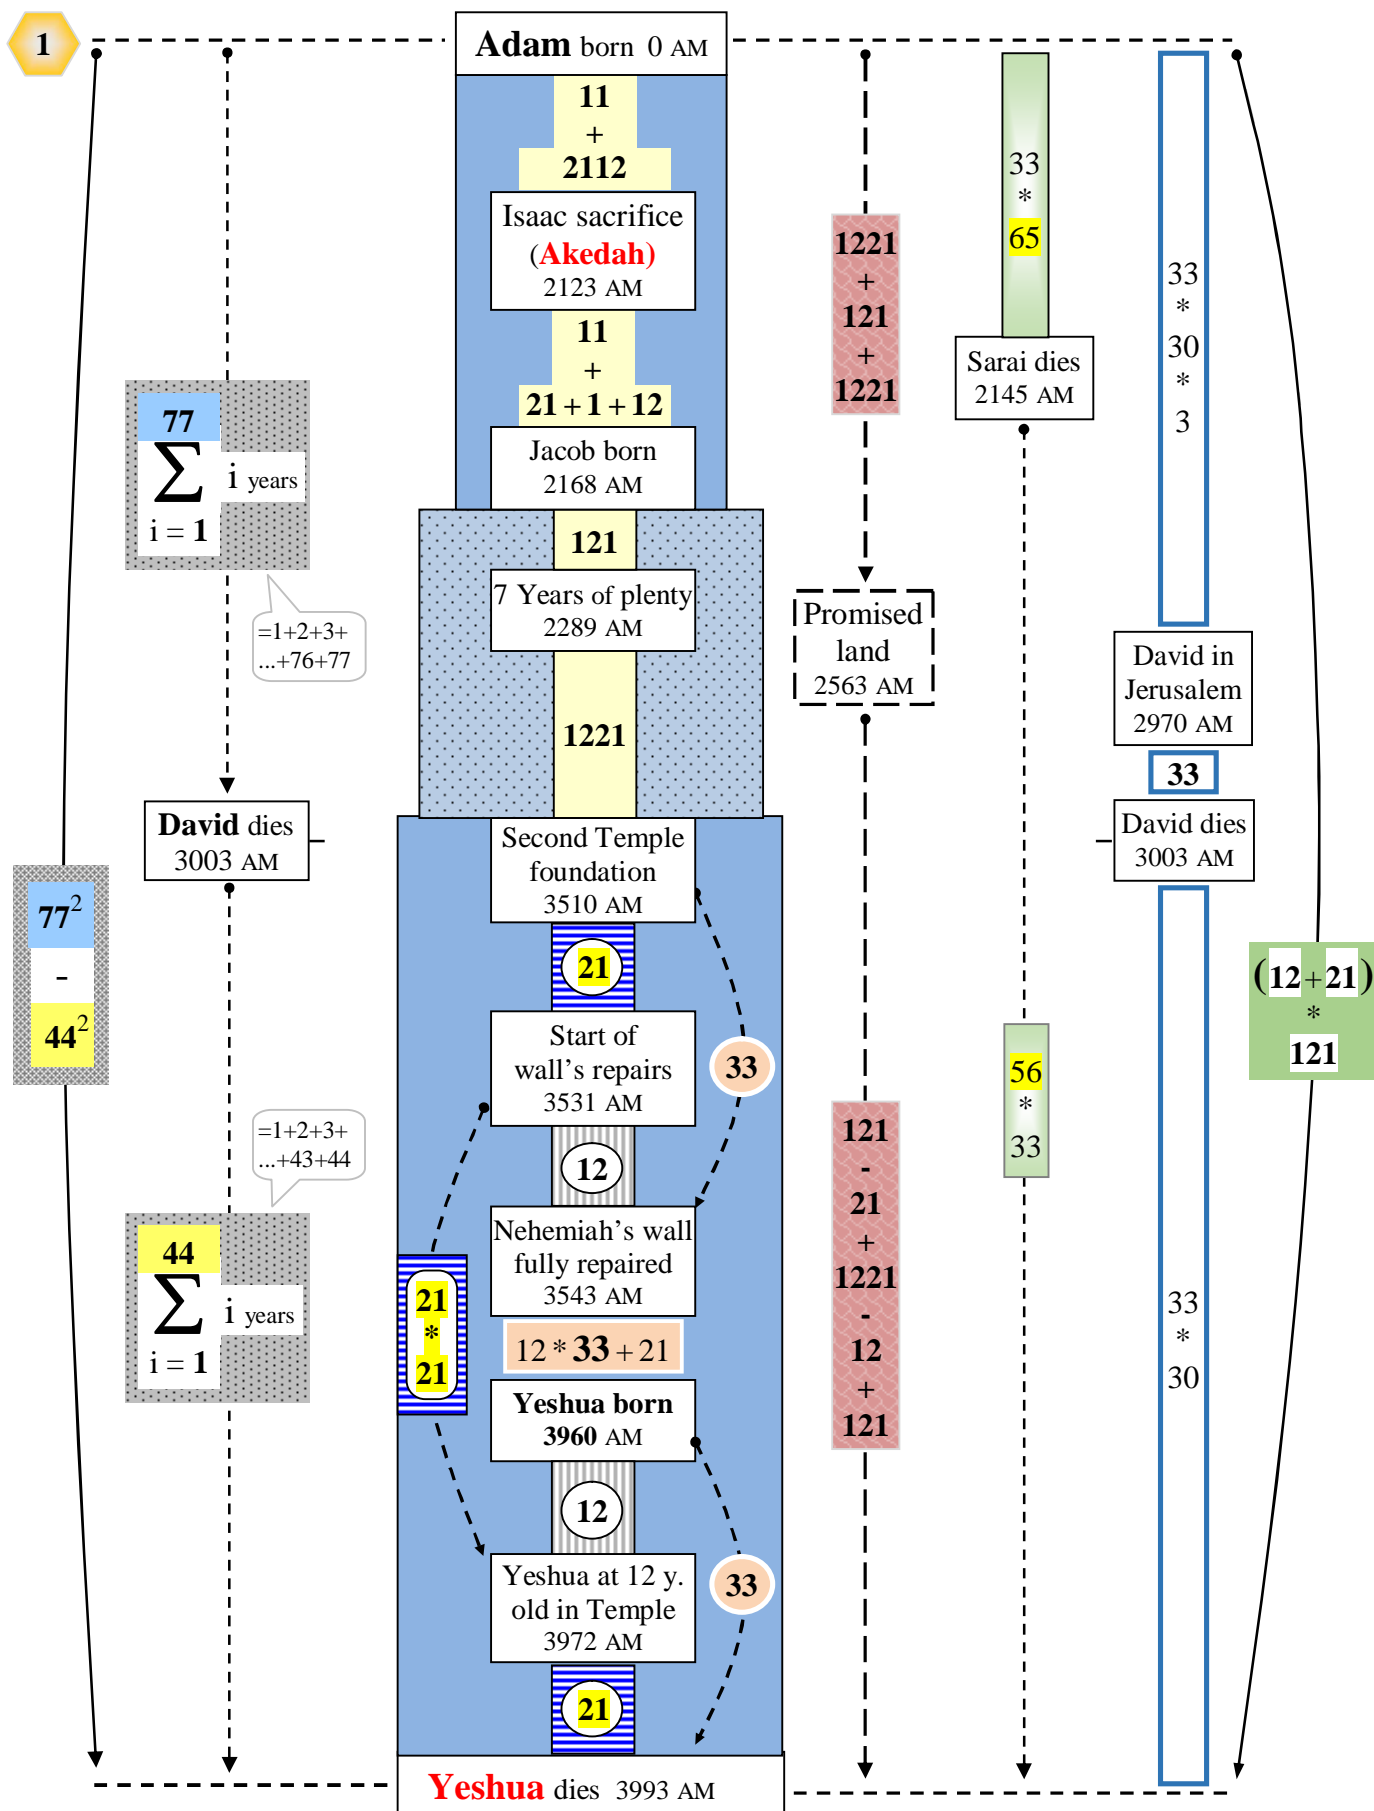 1
Adam born 0 AM
11
+
2112
Isaac sacrifice
(Akedah)
2123 AM
11
+
21 + 1 + 12
Jacob born
2168 AM
121
7 Years of plenty
2289 AM
1221
Second Temple
foundation
3510 AM
21
Start of
wall’s repairs
3531 AM
33
12
Nehemiah’s wall
fully repaired
3543 AM
21
*
21
12 * 33 + 21
Yeshua born
3960 AM
12
33
Yeshua at 12 y.
old in Temple
3972 AM
21
Yeshua dies 3993 AM
77²
-
44²
77
∑ i years
i = 1
=1+2+3+
...+76+77
David dies
3003 AM
=1+2+3+
...+43+44
44
∑ i years
i = 1
1221
+
121
+
1221
Promised
land
2563 AM
121
-
21
+
1221
-
12
+
121
33
*
65
Sarai dies
2145 AM
56
*
33
33
*
30
*
3
David in
Jerusalem
2970 AM
33
David dies
3003 AM
33
*
30
(12+21)
*
121